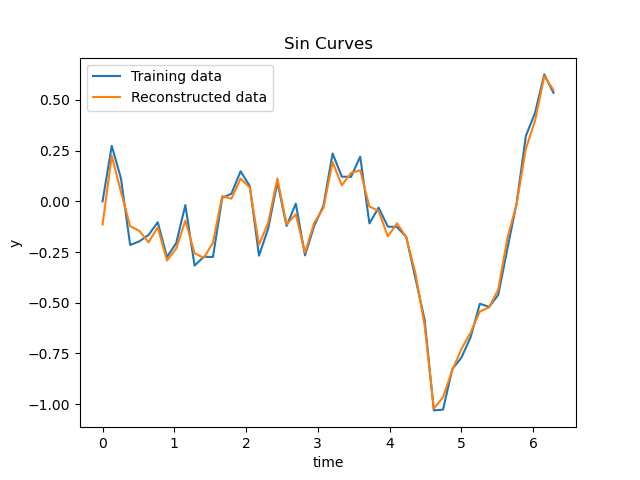 Sin Curves
Training data
Reconstructed data
0.50
0.25
0.00
−0.25
−0.50
−0.75
−1.00
y
0 1 2 3 4 5 6
time